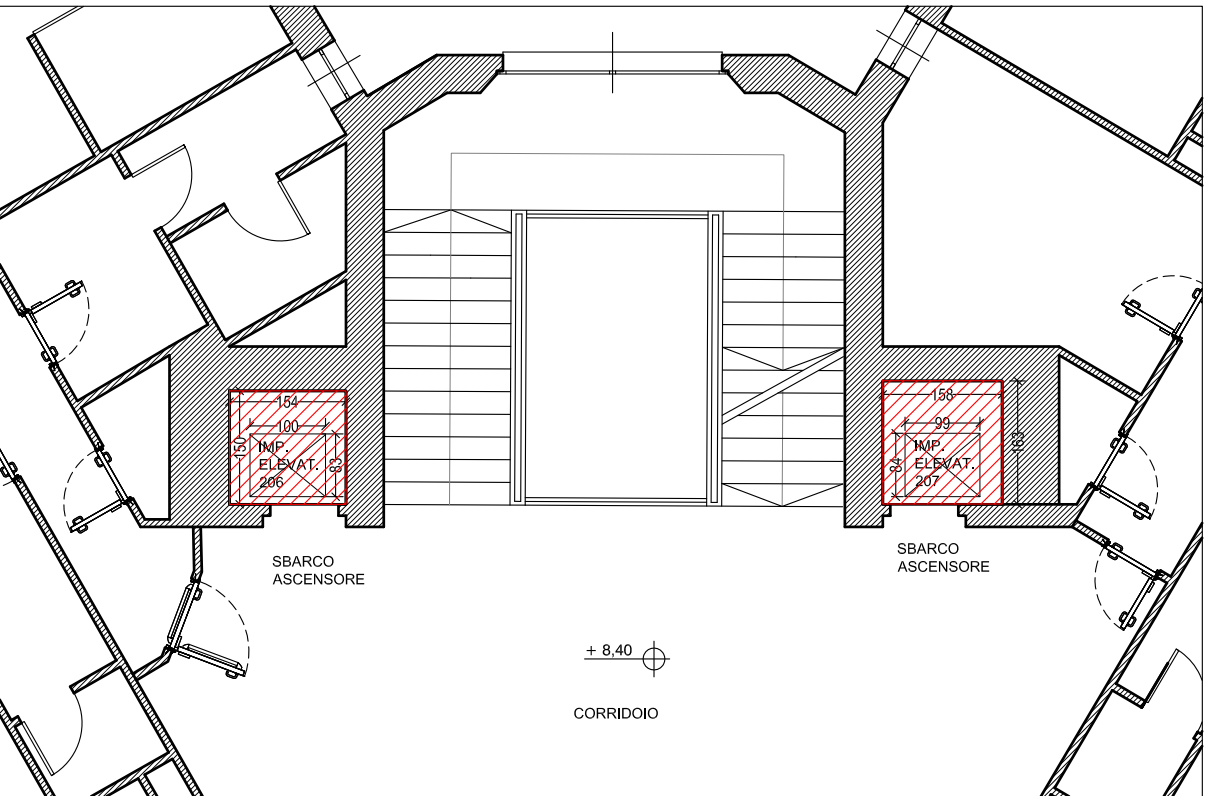 154
100
150
IMP.
ELEVAT.
206
83
158
99
163
84
IMP.
ELEVAT.
207
SBARCO
ASCENSORE
SBARCO
ASCENSORE
+ 8,40
CORRIDOIO